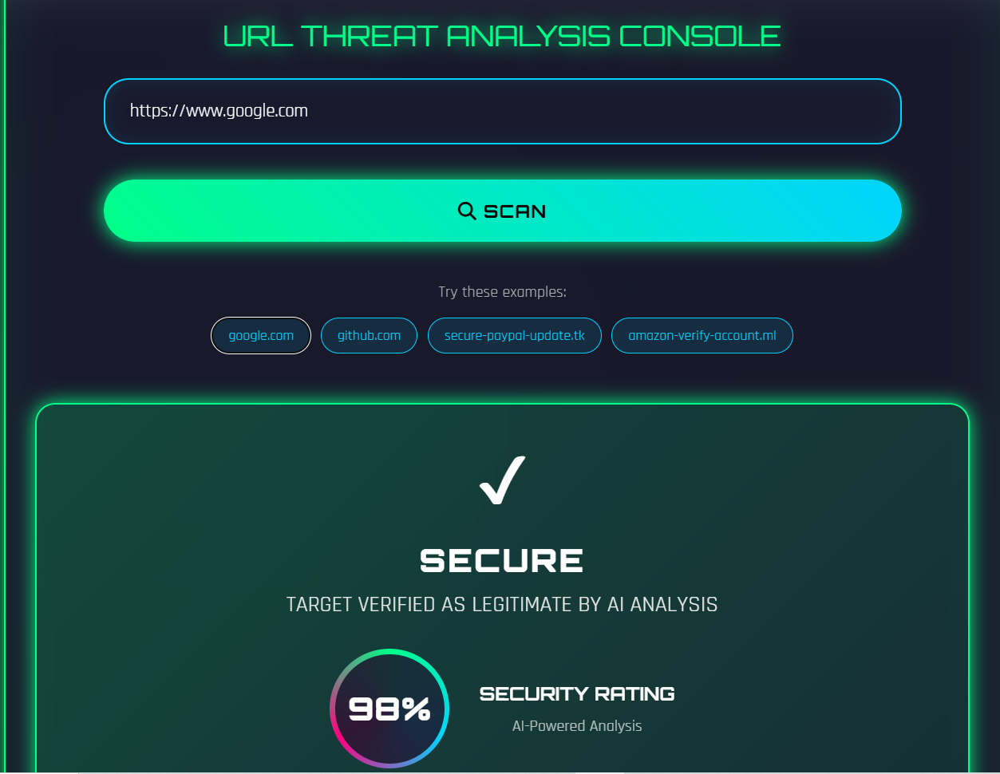 URL THREAT ANALYSIS CONSOLE
https://www.google.com
SCAN
Try these examples:
google.com github.com secure-paypal-update.tk amazon-verify-account.ml
SECURE
TARGET VERIFIED AS LEGITIMATE BY AI ANALYSIS
98%
SECURITY RATING
AI-Powered Analysis